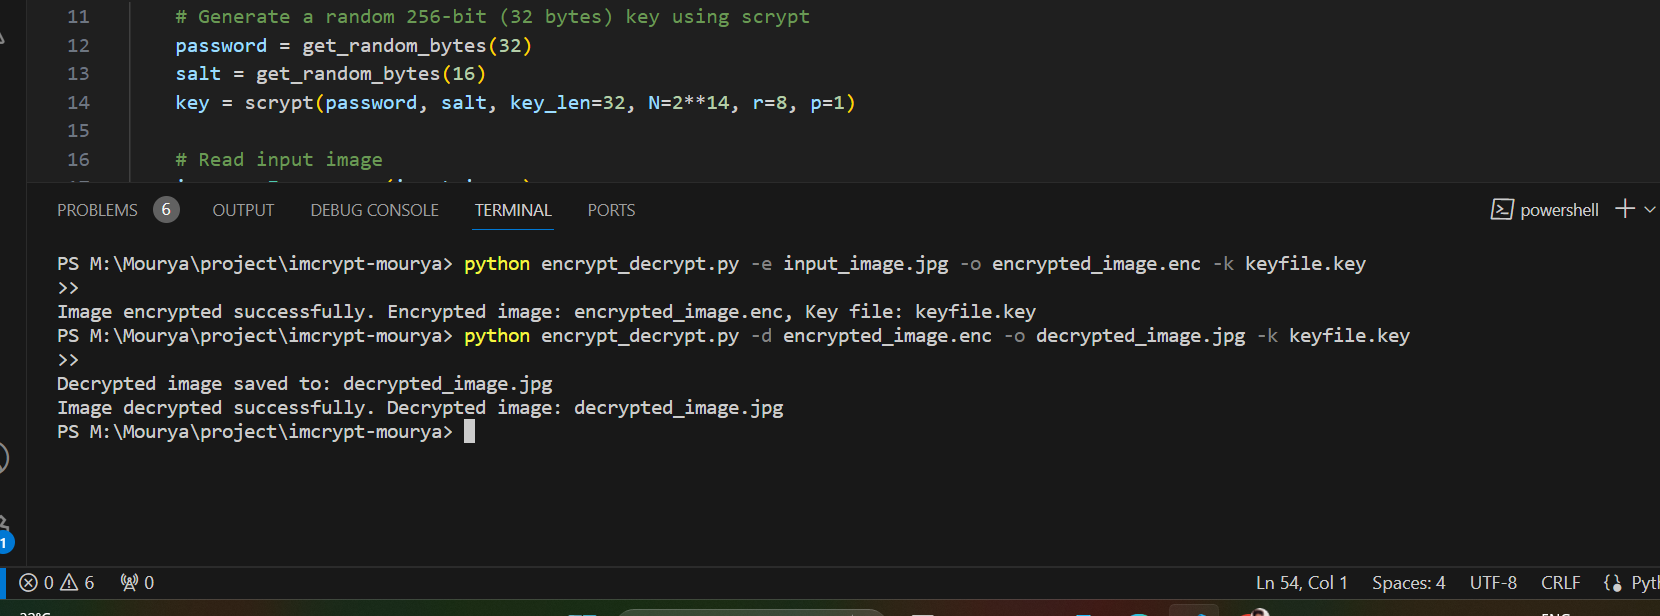 11 # Generate a random 256-bit (32 bytes) key using scrypt
12 password = get_random_bytes(32)
13 salt = get_random_bytes(16)
14 key = scrypt(password, salt, key_len=32, N=2**14, r=8, p=1)
15
16 # Read input image
PROBLEMS 6 OUTPUT DEBUG CONSOLE TERMINAL PORTS powershell
PS M:\Mourya\project\imcrypt-mourya> python encrypt_decrypt.py -e input_image.jpg -o encrypted_image.enc -k keyfile.key
>>
Image encrypted successfully. Encrypted image: encrypted_image.enc, Key file: keyfile.key
PS M:\Mourya\project\imcrypt-mourya> python encrypt_decrypt.py -d encrypted_image.enc -o decrypted_image.jpg -k keyfile.key
>>
Decrypted image saved to: decrypted_image.jpg
Image decrypted successfully. Decrypted image: decrypted_image.jpg
PS M:\Mourya\project\imcrypt-mourya>
1
0 6 0 Ln 54, Col 1 Spaces: 4 UTF-8 CRLF Pyt